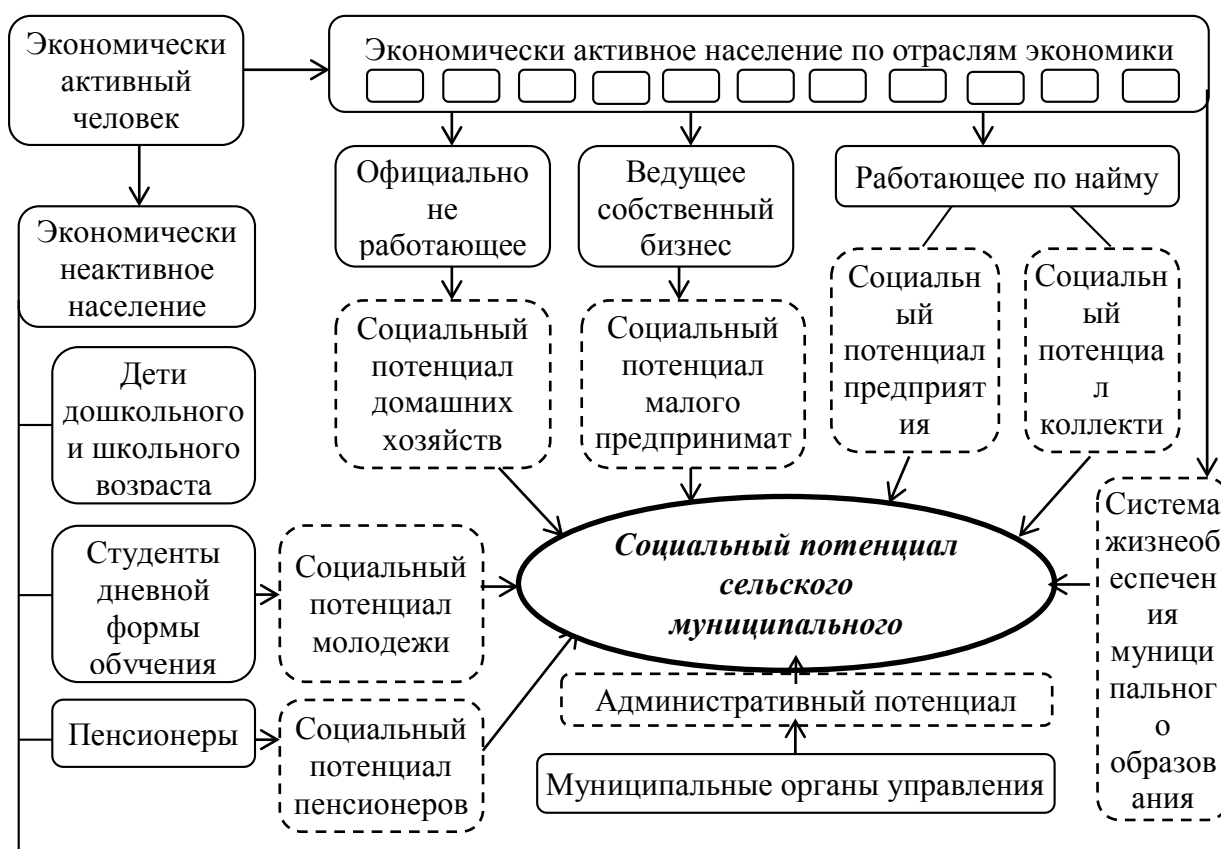 Экономически
активный
человек
Экономически активное население по отраслям экономики
Официально
не
работающее
Ведущее
собственный
бизнес
Работающее по найму
Экономически
неактивное
население
Социальный
потенциал
домашних
хозяйств
Социальный
потенциал
малого
предпринимат
Социальн
ый
потенциал
предприят
ия
Социальн
ый
потенциа
л
коллекти
Дети
дошкольного
и школьного
возраста
Студенты
дневной
формы
обучения
Социальный
потенциал
молодежи
Социальный потенциал
сельского
муниципального
Система
жизнеоб
еспечен
ия
муници
пальног
о
образов
ания
Административный потенциал
Пенсионеры
Социальный
потенциал
пенсионеров
Муниципальные органы управления